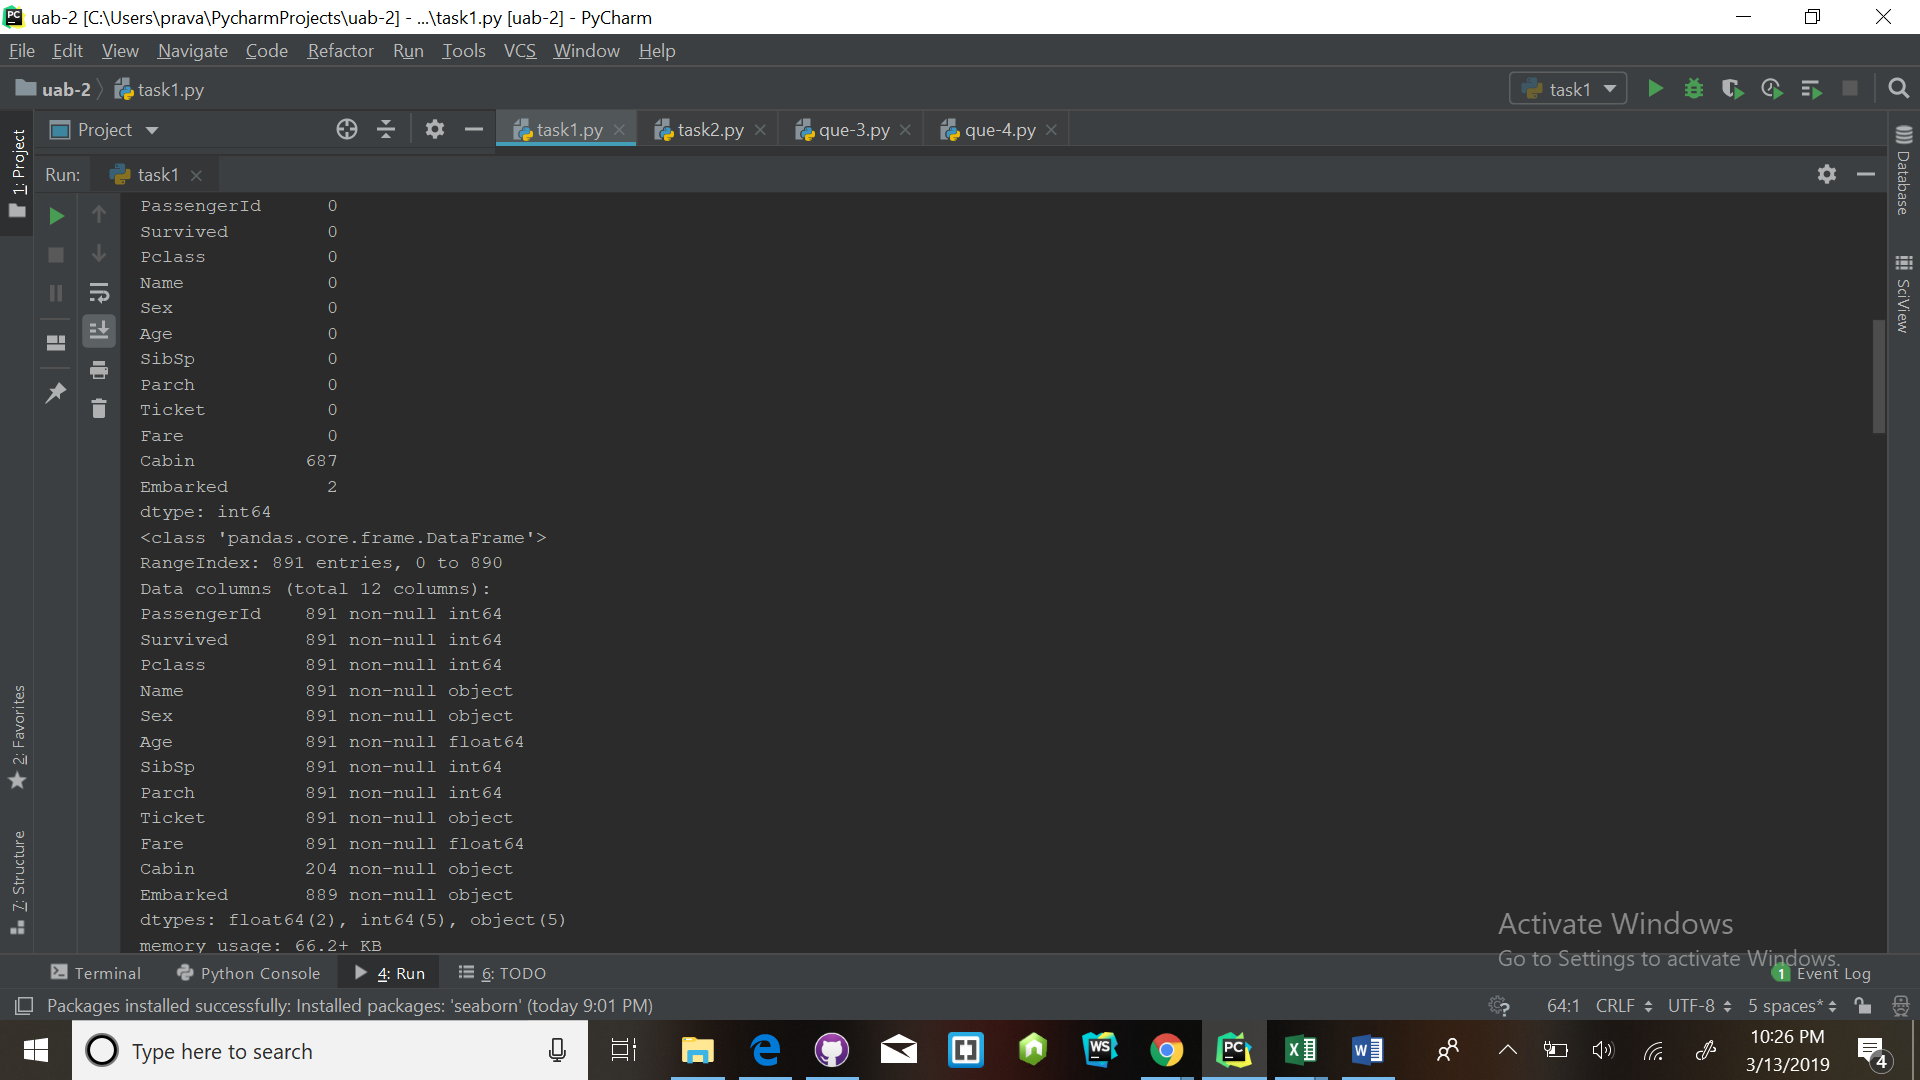 uab-2 [C:\Users\prava\PycharmProjects\uab-2] - ...\task1.py [uab-2] - PyCharm
File Edit View Navigate Code Refactor Run Tools VCS Window Help
uab-2 task1.py task1
Project task1.py task2.py que-3.py que-4.py
Run: task1
PassengerId 0
Survived 0
Pclass 0
Name 0
Sex 0
Age 0
SibSp 0
Parch 0
Ticket 0
Fare 0
Cabin 687
Embarked 2
dtype: int64
<class 'pandas.core.frame.DataFrame'>
RangeIndex: 891 entries, 0 to 890
Data columns (total 12 columns):
PassengerId 891 non-null int64
Survived 891 non-null int64
Pclass 891 non-null int64
Name 891 non-null object
Sex 891 non-null object
Age 891 non-null float64
SibSp 891 non-null int64
Parch 891 non-null int64
Ticket 891 non-null object
Fare 891 non-null float64
Cabin 204 non-null object
Embarked 889 non-null object
dtypes: float64(2), int64(5), object(5)
memory usage: 66.2+ KB
1: Project
2: Favorites
7: Structure
Database
SciView
Activate Windows
Go to Settings to activate Windows.
Terminal Python Console 4: Run 6: TODO 1 Event Log
Packages installed successfully: Installed packages: 'seaborn' (today 9:01 PM) 64:1 CRLF UTF-8 5 spaces*
Type here to search
10:26 PM
3/13/2019
4
PC
WS
PC
X
W